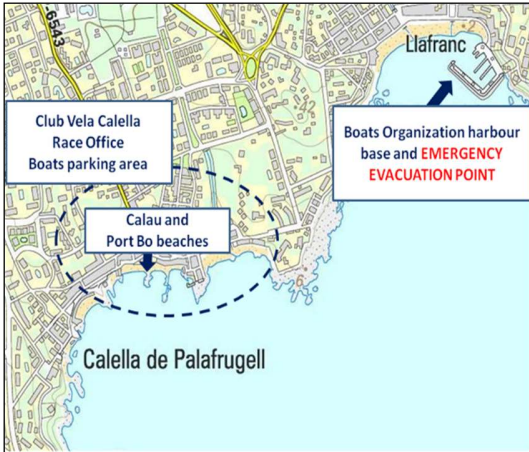 -6543
Llafranc
Club Vela Calella
Race Office
Boats parking area
Boats Organization harbour
base and EMERGENCY
EVACUATION POINT
Calau and
Port Bo beaches
Calella de Palafrugell